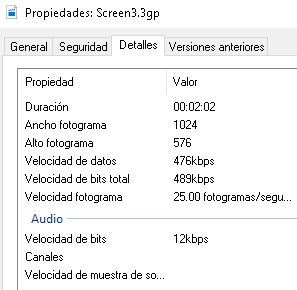 Propiedades: Screen3.3gp
General Seguridad Detalles Versiones anteriores
Propiedad Valor
Duración 00:02:02
Ancho fotograma 1024
Alto fotograma 576
Velocidad de datos 476kbps
Velocidad de bits total 489kbps
Velocidad fotograma 25.00 fotogramas/segu...
Audio
Velocidad de bits 12kbps
Canales
Velocidad de muestra de so...